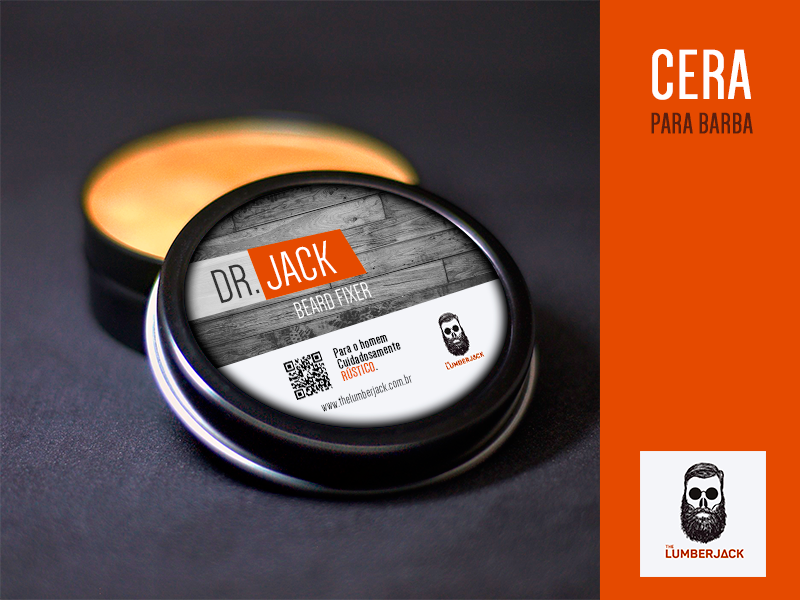 CERA
PARA BARBA
DR. JACK
BEARD FIXER
Para o homem
Cuidadosamente
RÚSTICO.
www.thelumberjack.com.br
THE
LUMBERJACK
THE
LUMBERJACK